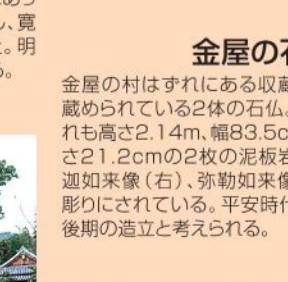 し、寛
。明
る。
金屋の石
金屋の村はずれにある収蔵
蔵められている2体の石仏。
れも高さ2.14m、幅83.5c
さ21.2cmの2枚の泥板岩
迦如来像(右)、弥勒如来像
彫りにされている。平安時代
後期の造立と考えられる。